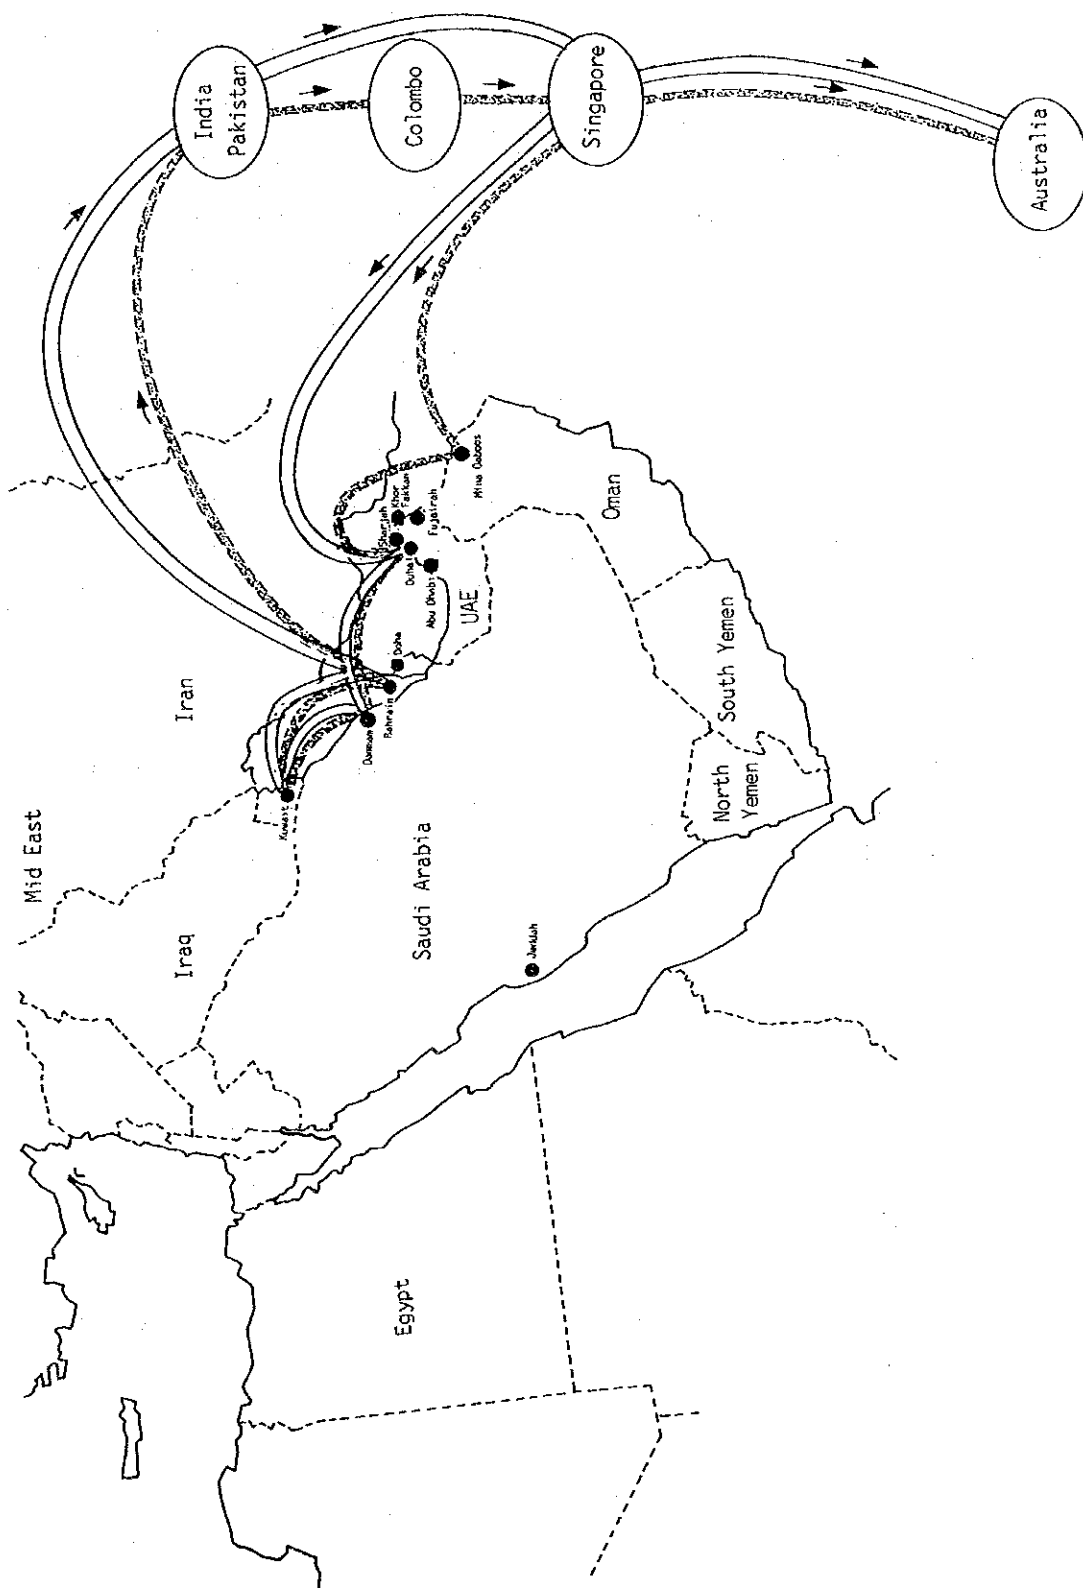 Mid East
Iran
Iraq
Kuwait
Dammam
Bahrain
Doha
Sharjah
Khor
Fakkan
Dubai
Fujairah
Abu Dhabi
UAE
Mina Qaboos
Oman
Saudi Arabia
South Yemen
North
Yemen
Jeddah
Egypt
India
Pakistan
Colombo
Singapore
Australia